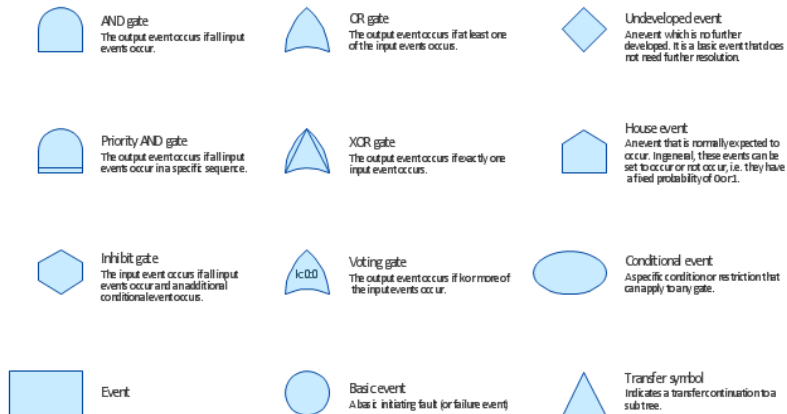 AND gate
The output event occurs if all input
events occur.
OR gate
The output event occurs if at least one
of the input events occurs.
Undeveloped event
An event which is no further
developed. It is a basic event that does
not need further resolution.
Priority AND gate
The output event occurs if all input
events occur in a specific sequence.
XOR gate
The output event occurs if exactly one
input event occurs.
House event
An event that is normally expected to
occur. In general, these events can be
set to occur or not occur, i.e. they have
a fixed probability of 0 or 1.
Inhibit gate
The input event occurs if all input
events occur and an additional
conditional event occurs.
k:0:0
Voting gate
The output event occurs if k or more of
the input events occur.
Conditional event
A specific condition or restriction that
can apply to any gate.
Event
Basic event
A basic initiating fault (or failure event)
Transfer symbol
Indicates a transfer continuation to a
sub tree.